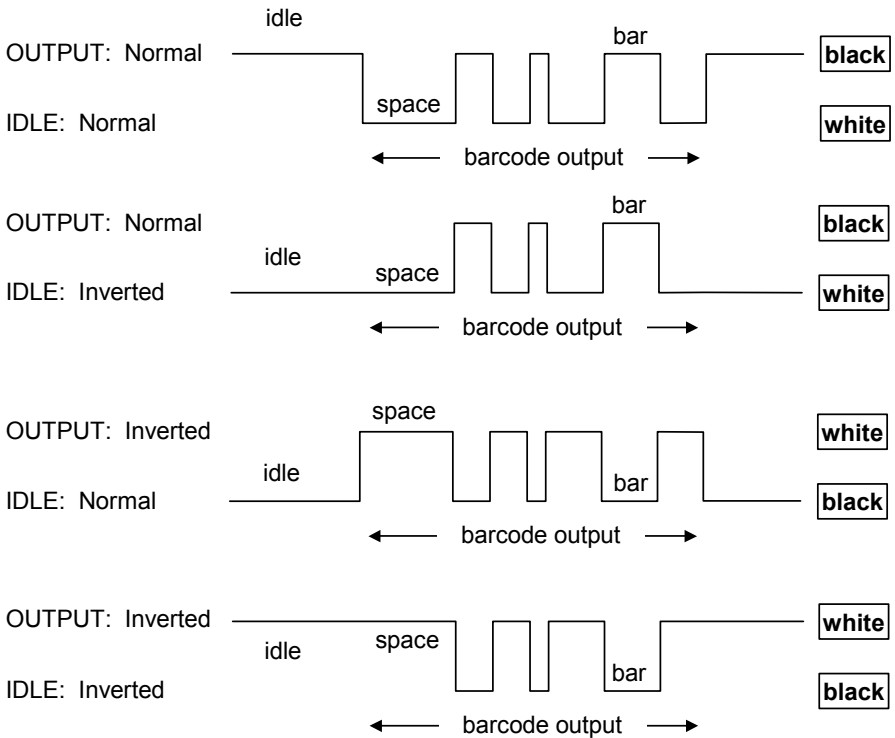 idle
OUTPUT: Normal bar black
space
IDLE: Normal white
barcode output
bar
OUTPUT: Normal black
idle
space
IDLE: Inverted white
barcode output
space
OUTPUT: Inverted white
idle
bar
IDLE: Normal black
barcode output
OUTPUT: Inverted white
idle space
bar
IDLE: Inverted black
barcode output